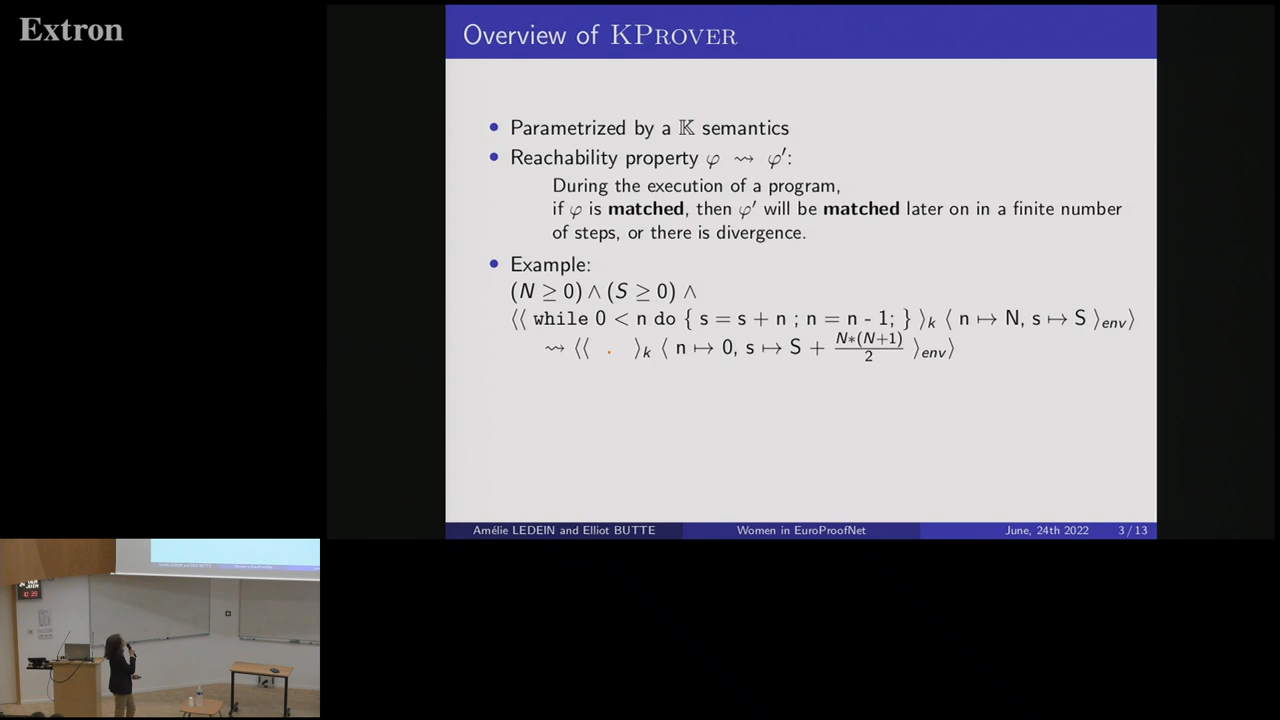 Extron
Overview of KPROVER
• Parametrized by a 𝕂 semantics
• Reachability property φ ⇝ φ′:
During the execution of a program,
if φ is matched, then φ′ will be matched later on in a finite number
of steps, or there is divergence.
• Example:
(N ≥ 0) ∧ (S ≥ 0) ∧
⟨⟨ while 0 < n do { s = s + n ; n = n - 1; } ⟩k ⟨ n ↦ N, s ↦ S ⟩env⟩
⇝ ⟨⟨ . ⟩k ⟨ n ↦ 0, s ↦ S + N∗(N+1)/2 ⟩env⟩
Amélie LEDEIN and Elliot BUTTE Women in EuroProofNet June, 24th 2022 3 / 13